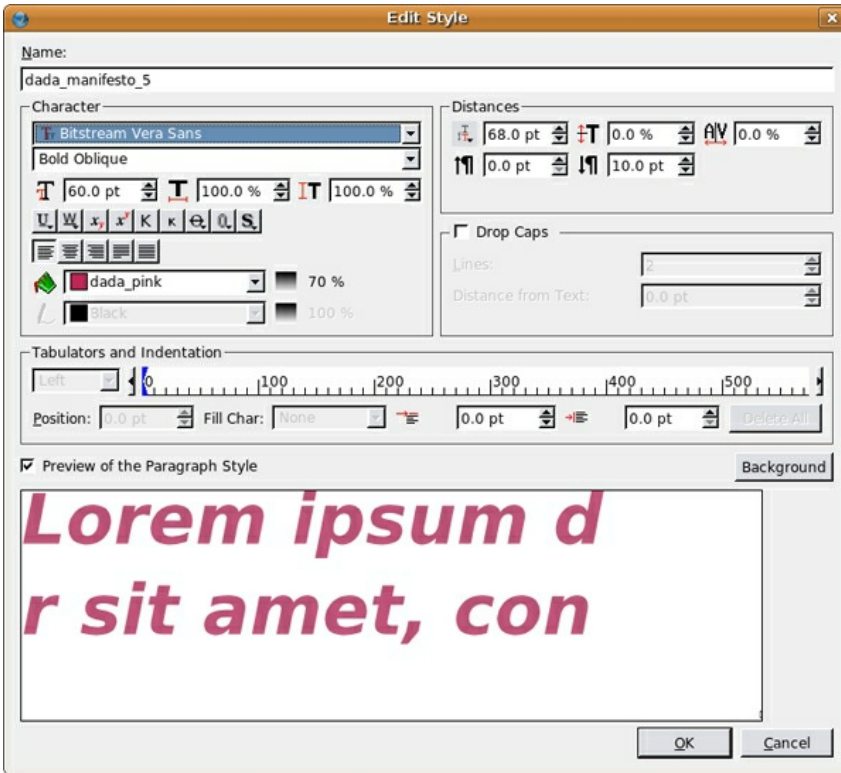 Edit Style
Name:
dada_manifesto_5
Character
Bitstream Vera Sans
Bold Oblique
60.0 pt 100.0 % 100.0 %
dada_pink 70 %
Black 100 %
Distances
68.0 pt 0.0 % 0.0 %
0.0 pt 10.0 pt
Drop Caps
Lines: 2
Distance from Text: 0.0 pt
Tabulators and Indentation
Left 0 100 200 300 400 500
Position: 0.0 pt Fill Char: None 0.0 pt 0.0 pt Delete All
Preview of the Paragraph Style Background
Lorem ipsum d
r sit amet, con
OK Cancel